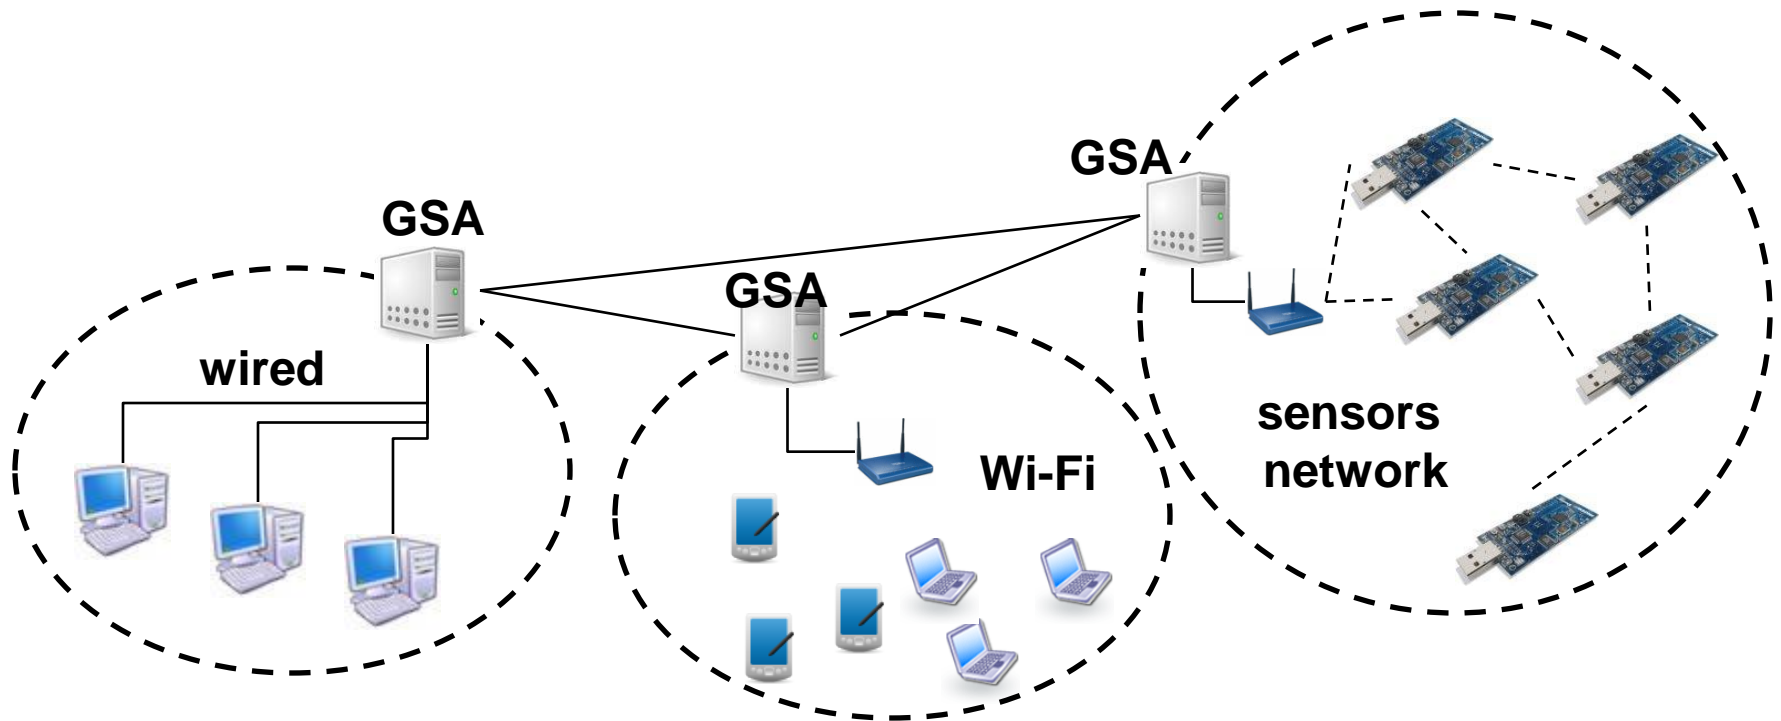 GSA
GSA
GSA
wired
Wi-Fi
sensors
network